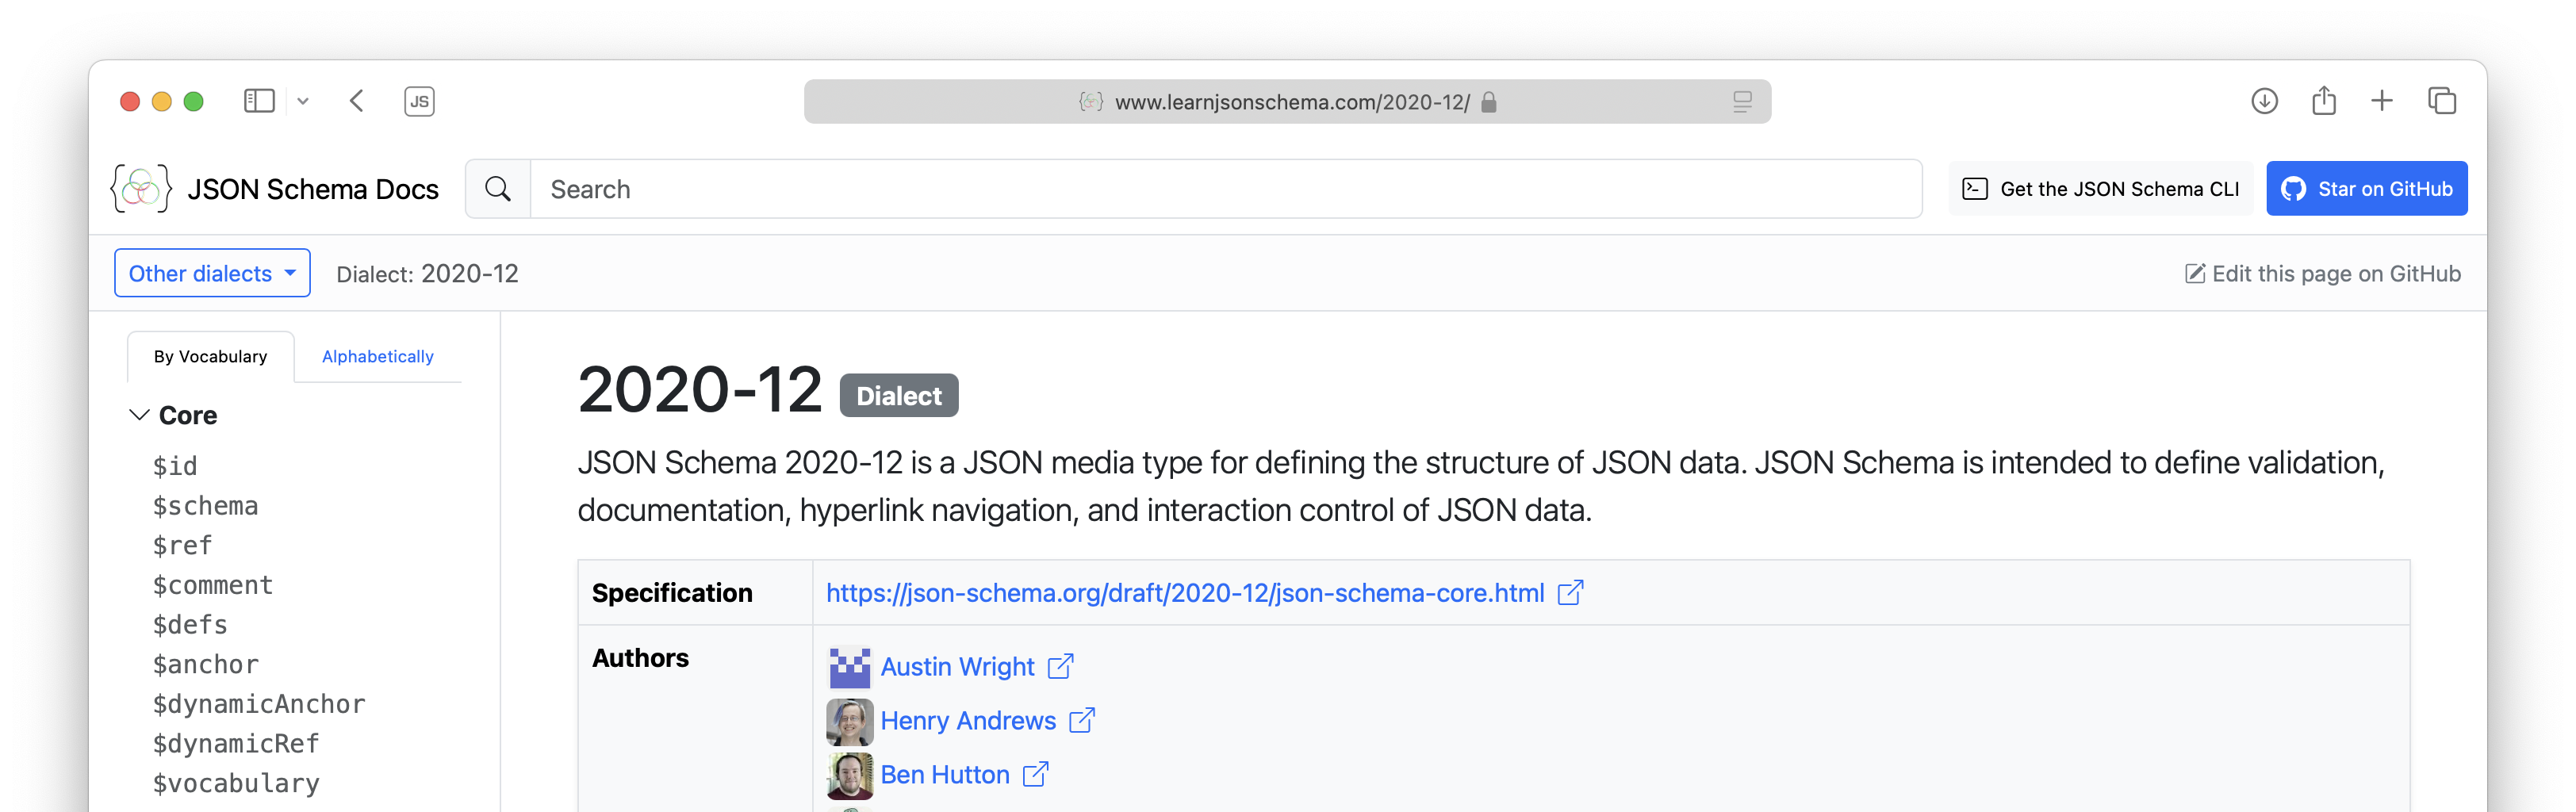 JS
www.learnjsonschema.com/2020-12/
JSON Schema Docs
Search
Get the JSON Schema CLI
Star on GitHub
Other dialects
Dialect: 2020-12
Edit this page on GitHub
By Vocabulary
Alphabetically
Core
$id
$schema
$ref
$comment
$defs
$anchor
$dynamicAnchor
$dynamicRef
$vocabulary
2020-12 Dialect
JSON Schema 2020-12 is a JSON media type for defining the structure of JSON data. JSON Schema is intended to define validation,
documentation, hyperlink navigation, and interaction control of JSON data.
Specification
https://json-schema.org/draft/2020-12/json-schema-core.html
Authors
Austin Wright
Henry Andrews
Ben Hutton